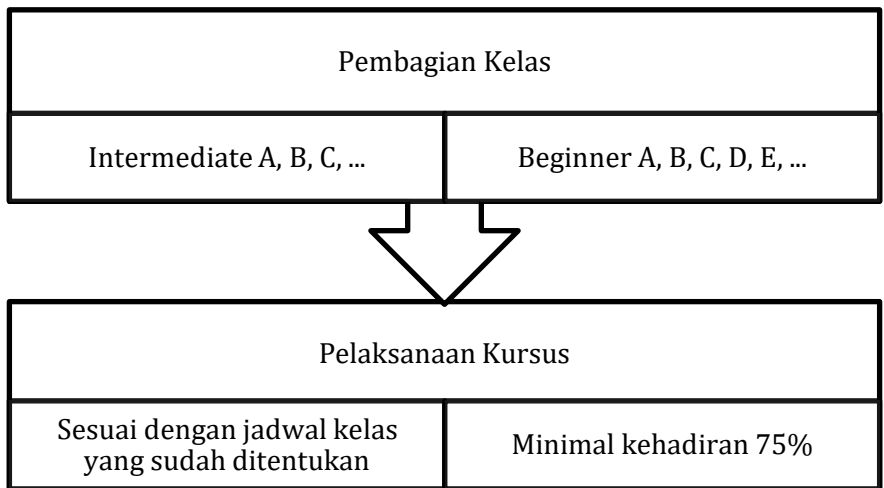 Pembagian Kelas
Intermediate A, B, C, ...
Beginner A, B, C, D, E, ...
Pelaksanaan Kursus
Sesuai dengan jadwal kelas
yang sudah ditentukan
Minimal kehadiran 75%